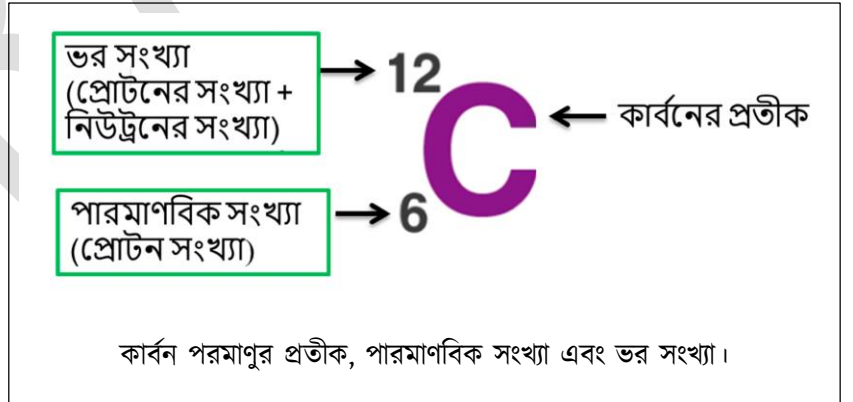 ভর সংখ্যা
(প্রোটনের সংখ্যা +
নিউট্রনের সংখ্যা)
12
C
কার্বনের প্রতীক
পারমাণবিক সংখ্যা
(প্রোটন সংখ্যা)
6
কার্বন পরমাণুর প্রতীক, পারমাণবিক সংখ্যা এবং ভর সংখ্যা।